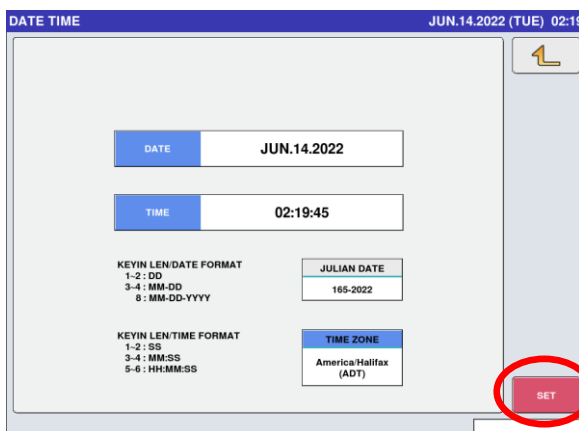 DATE TIME JUN.14.2022 (TUE) 02:19
DATE JUN.14.2022
TIME 02:19:45
KEYIN LEN/DATE FORMAT
1~2 : DD
3~4 : MM-DD
8 : MM-DD-YYYY
JULIAN DATE
165-2022
KEYIN LEN/TIME FORMAT
1~2 : SS
3~4 : MM:SS
5~6 : HH:MM:SS
TIME ZONE
America/Halifax
(ADT)
SET